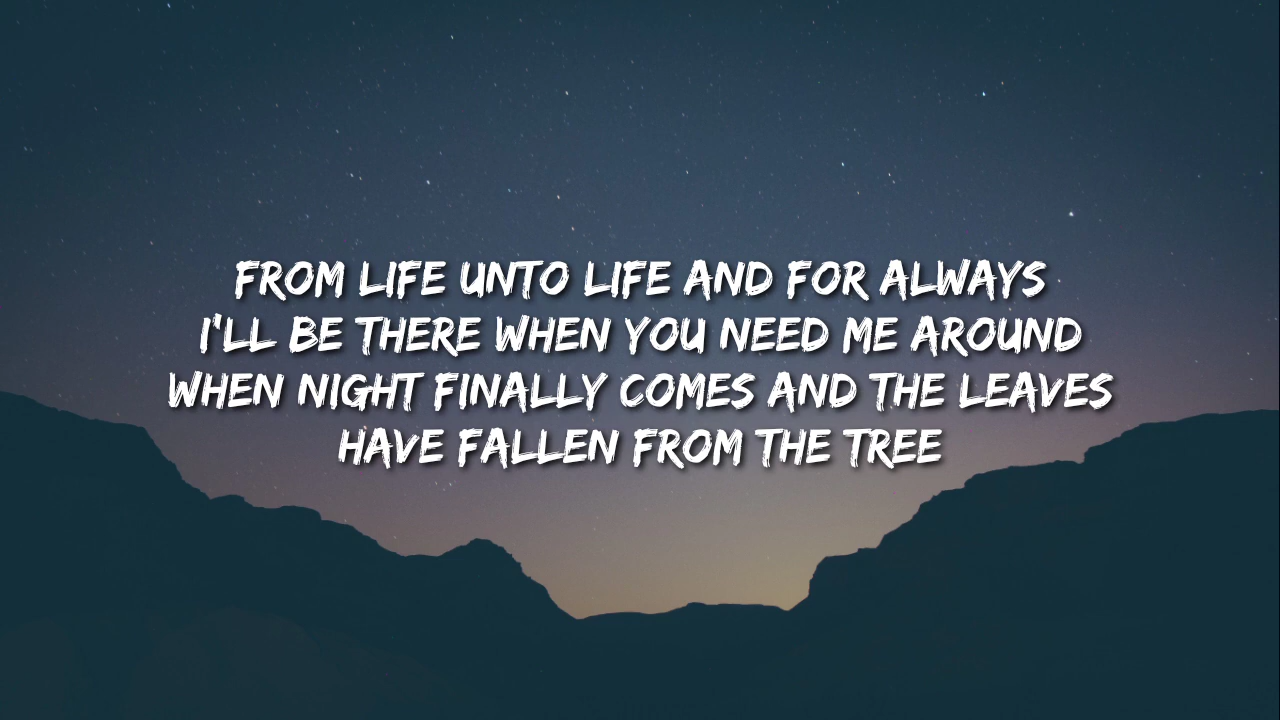 FROM LIFE UNTO LIFE AND FOR ALWAYS
I'LL BE THERE WHEN YOU NEED ME AROUND
WHEN NIGHT FINALLY COMES AND THE LEAVES
HAVE FALLEN FROM THE TREE